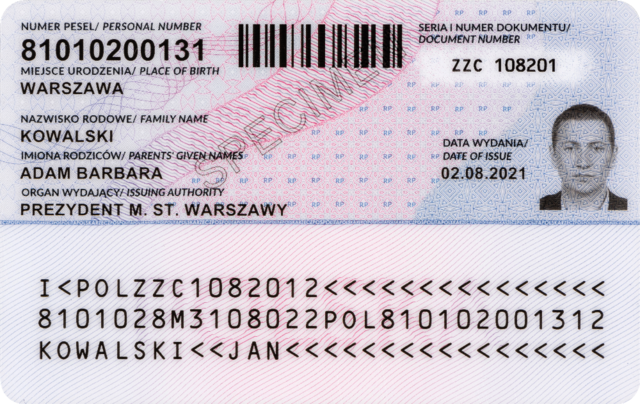 NUMER PESEL/ PERSONAL NUMBER
81010200131
MIEJSCE URODZENIA/ PLACE OF BIRTH
WARSZAWA
NAZWISKO RODOWE/ FAMILY NAME
KOWALSKI
IMIONA RODZICÓW/ PARENTS' GIVEN NAMES
ADAM BARBARA
ORGAN WYDAJĄCY/ ISSUING AUTHORITY
PREZYDENT M. ST. WARSZAWY
SPECIMEN
SERIA I NUMER DOKUMENTU/
DOCUMENT NUMBER
ZZC 108201
DATA WYDANIA/
DATE OF ISSUE
02.08.2021
I<POLZZC1082012<<<<<<<<<<<<<<<
8101028M3108022POL810102001312
KOWALSKI<<JAN<<<<<<<<<<<<<<<<<